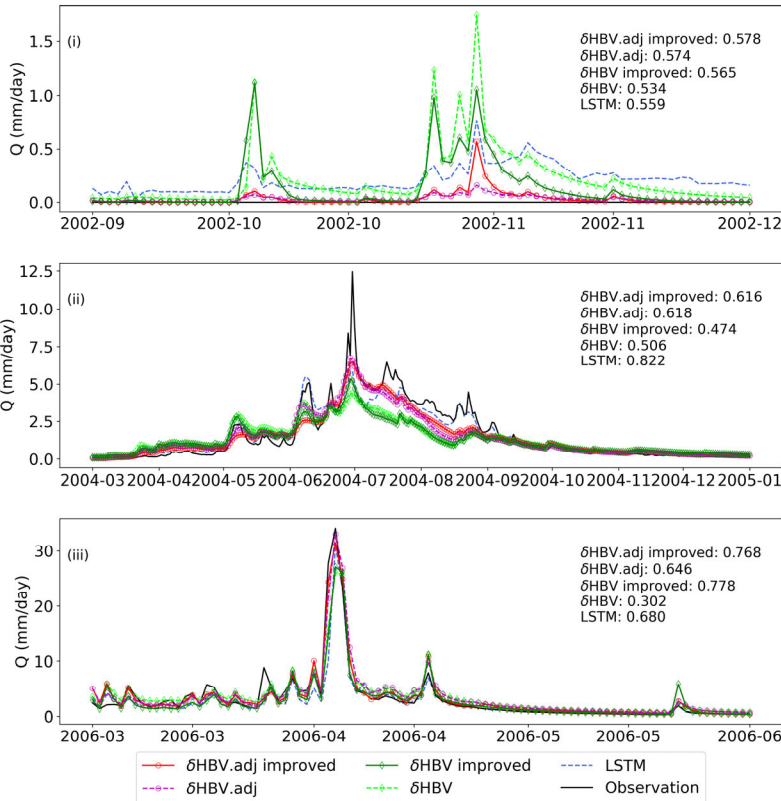 (i)
δHBV.adj improved: 0.578
δHBV.adj: 0.574
δHBV improved: 0.565
δHBV: 0.534
LSTM: 0.559
Q (mm/day)
1.5
1.0
0.5
0.0
2002-09 2002-10 2002-10 2002-11 2002-11 2002-12
(ii)
δHBV.adj improved: 0.616
δHBV.adj: 0.618
δHBV improved: 0.474
δHBV: 0.506
LSTM: 0.822
Q (mm/day)
12.5
10.0
7.5
5.0
2.5
0.0
2004-03 2004-04 2004-05 2004-06 2004-07 2004-08 2004-09 2004-10 2004-11 2004-12 2005-01
(iii)
δHBV.adj improved: 0.768
δHBV.adj: 0.646
δHBV improved: 0.778
δHBV: 0.302
LSTM: 0.680
Q (mm/day)
30
20
10
0
2006-03 2006-03 2006-04 2006-04 2006-05 2006-05 2006-06
δHBV.adj improved δHBV improved LSTM
δHBV.adj δHBV Observation